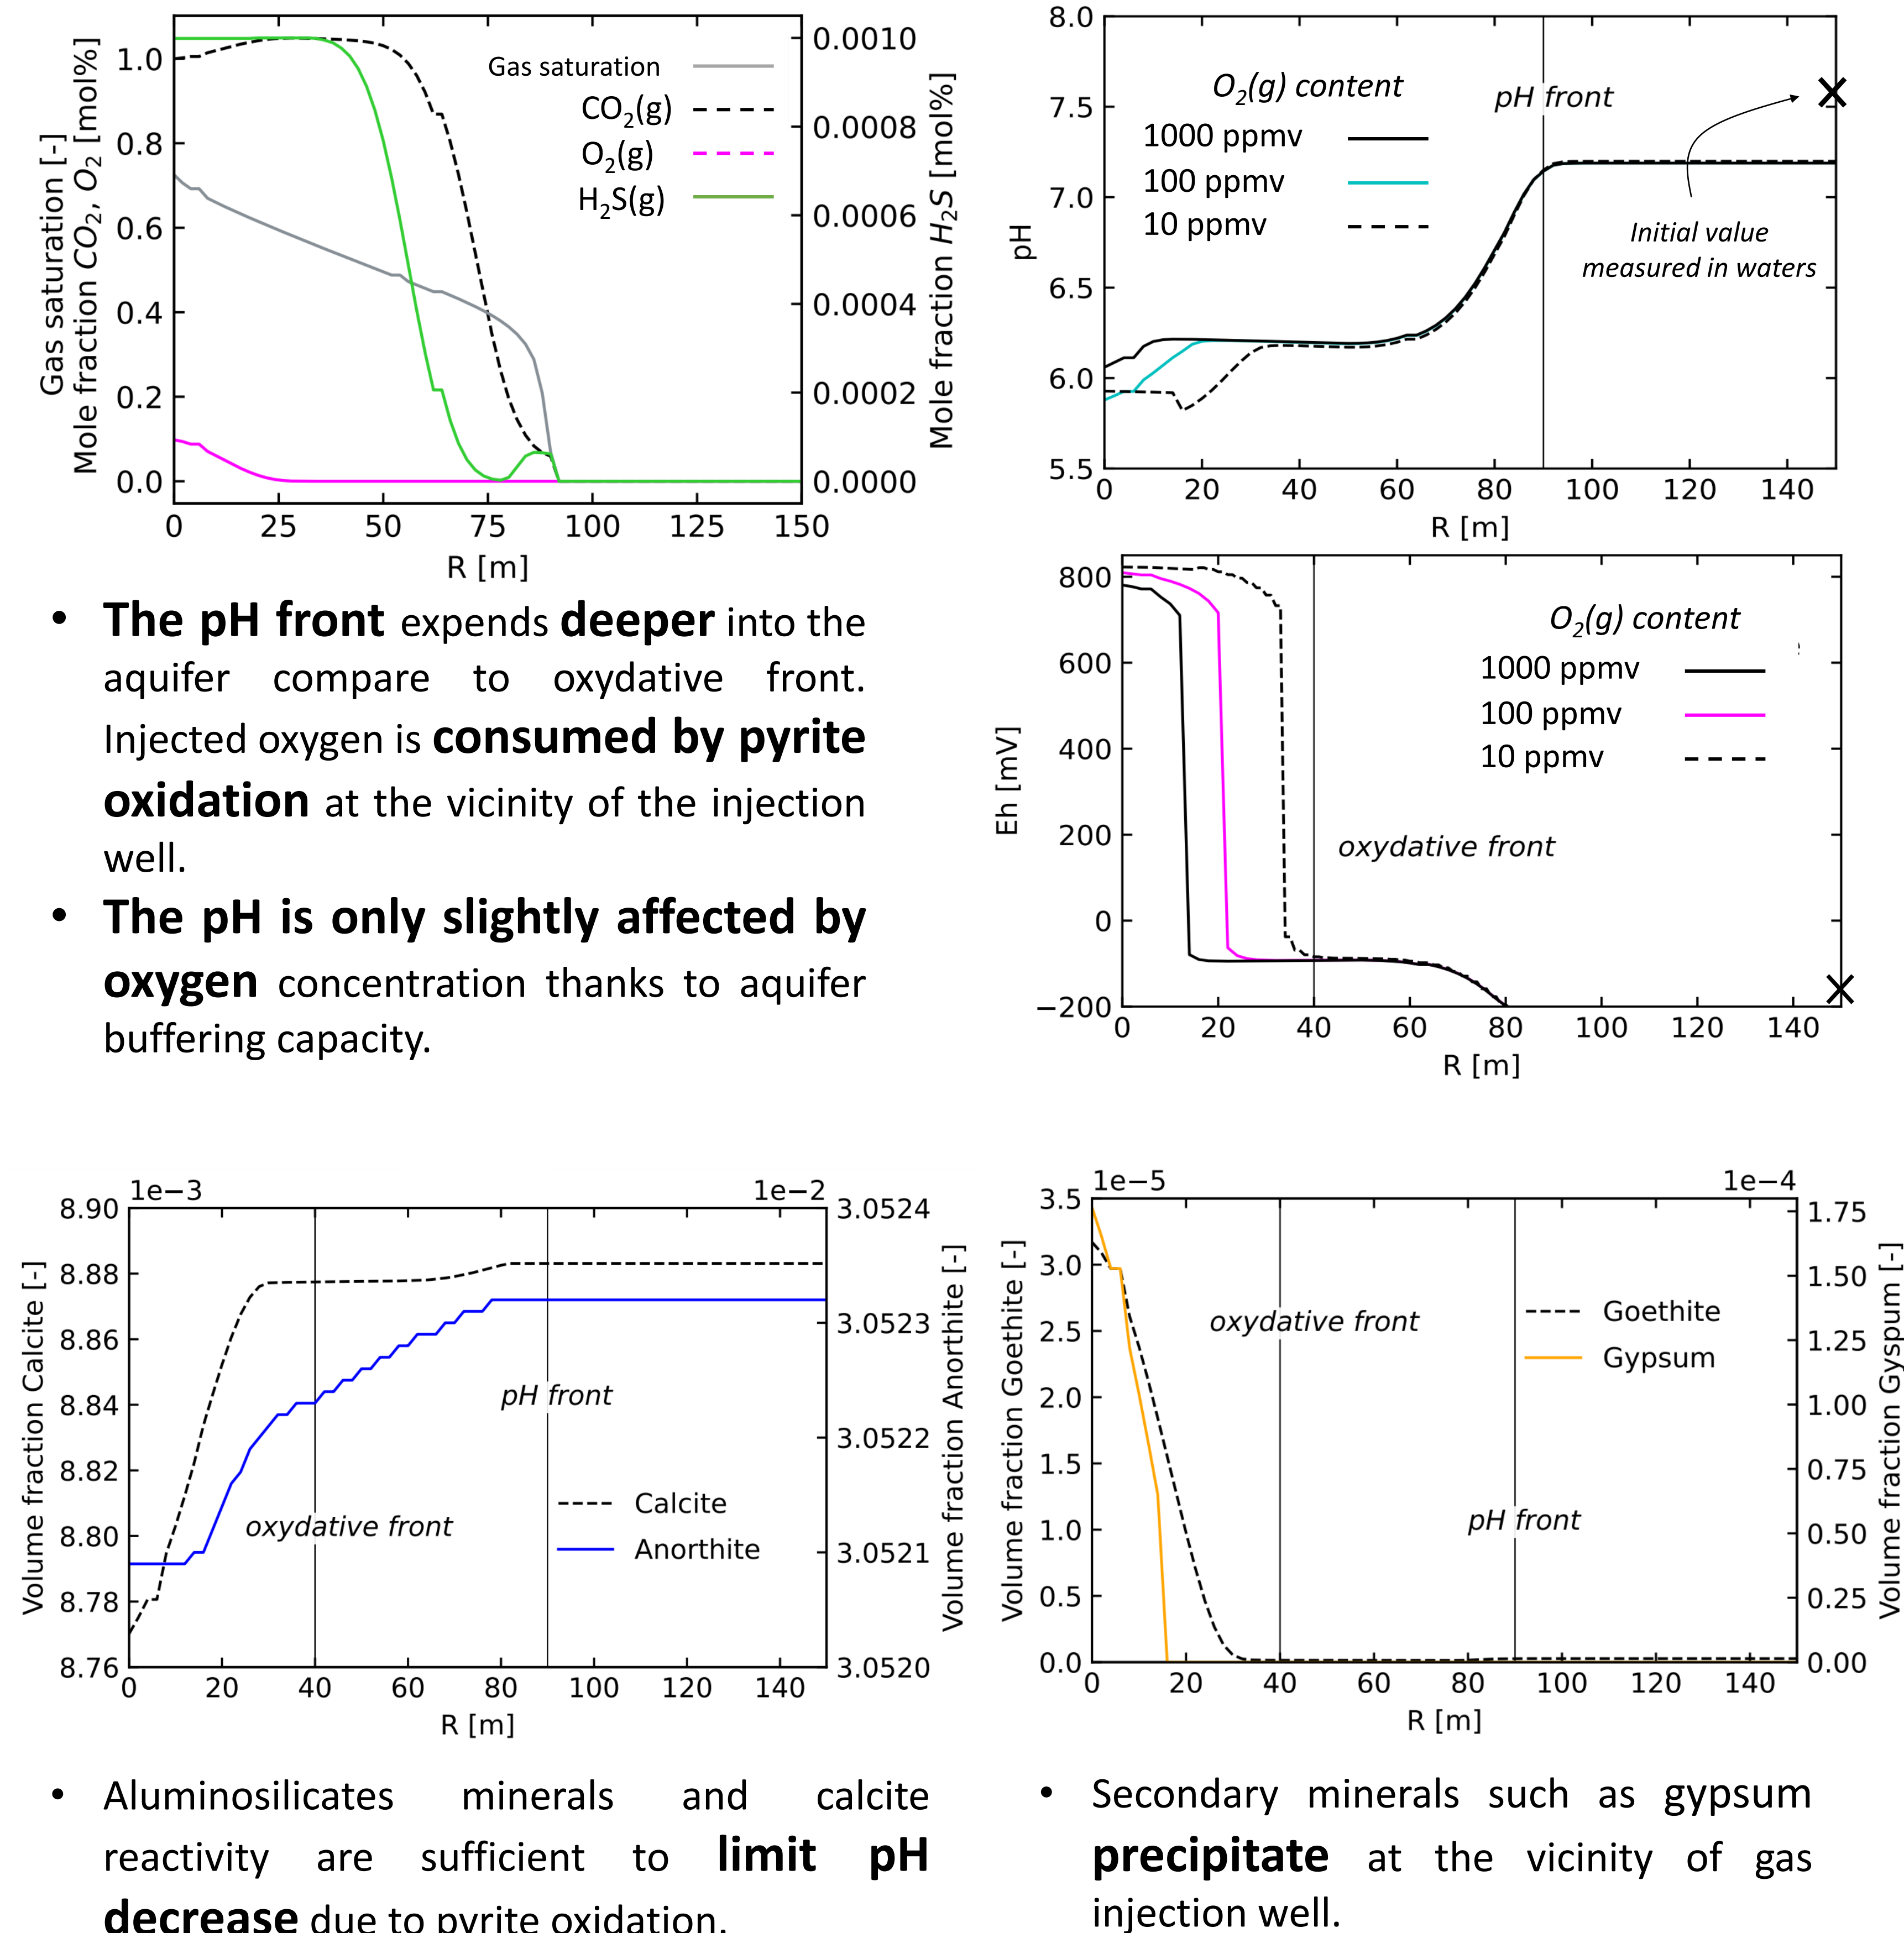 Gas saturation [-]
Mole fraction CO2, O2 [mol%]
1.0
0.8
0.6
0.4
0.2
0.0
Gas saturation
CO2(g)
O2(g)
H2S(g)
0.0010
0.0008
0.0006
0.0004
0.0002
0.0000
Mole fraction H2S [mol%]
0 25 50 75 100 125 150
R [m]
pH
8.0
7.5
7.0
6.5
6.0
5.5
O2(g) content
1000 ppmv
100 ppmv
10 ppmv
pH front
Initial value
measured in waters
0 20 40 60 80 100 120 140
R [m]
• The pH front expends deeper into the
aquifer compare to oxydative front.
Injected oxygen is consumed by pyrite
oxidation at the vicinity of the injection
well.
• The pH is only slightly affected by
oxygen concentration thanks to aquifer
buffering capacity.
Eh [mV]
800
600
400
200
0
−200
O2(g) content
1000 ppmv
100 ppmv
10 ppmv
oxydative front
0 20 40 60 80 100 120 140
R [m]
1e−3 1e−2
Volume fraction Calcite [-]
8.90
8.88
8.86
8.84
8.82
8.80
8.78
8.76
pH front
oxydative front
Calcite
Anorthite
3.0524
3.0523
3.0522
3.0521
3.0520
Volume fraction Anorthite [-]
0 20 40 60 80 100 120 140
R [m]
1e−5 1e−4
Volume fraction Goethite [-]
3.5
3.0
2.5
2.0
1.5
1.0
0.5
0.0
oxydative front
Goethite
Gypsum
pH front
1.75
1.50
1.25
1.00
0.75
0.50
0.25
0.00
Volume fraction Gyspum [-]
0 20 40 60 80 100 120 140
R [m]
• Aluminosilicates minerals and calcite
reactivity are sufficient to limit pH
decrease due to pyrite oxidation.
• Secondary minerals such as gypsum
precipitate at the vicinity of gas
injection well.